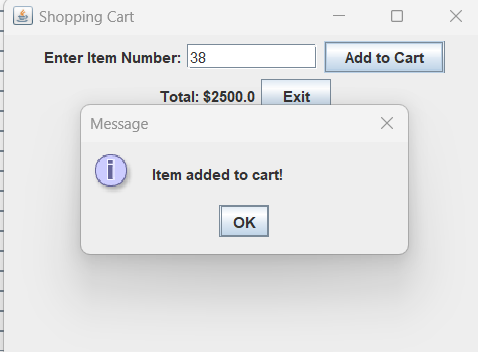 Shopping Cart
Enter Item Number: 38 Add to Cart
Total: $2500.0 Exit
Message
i
Item added to cart!
OK